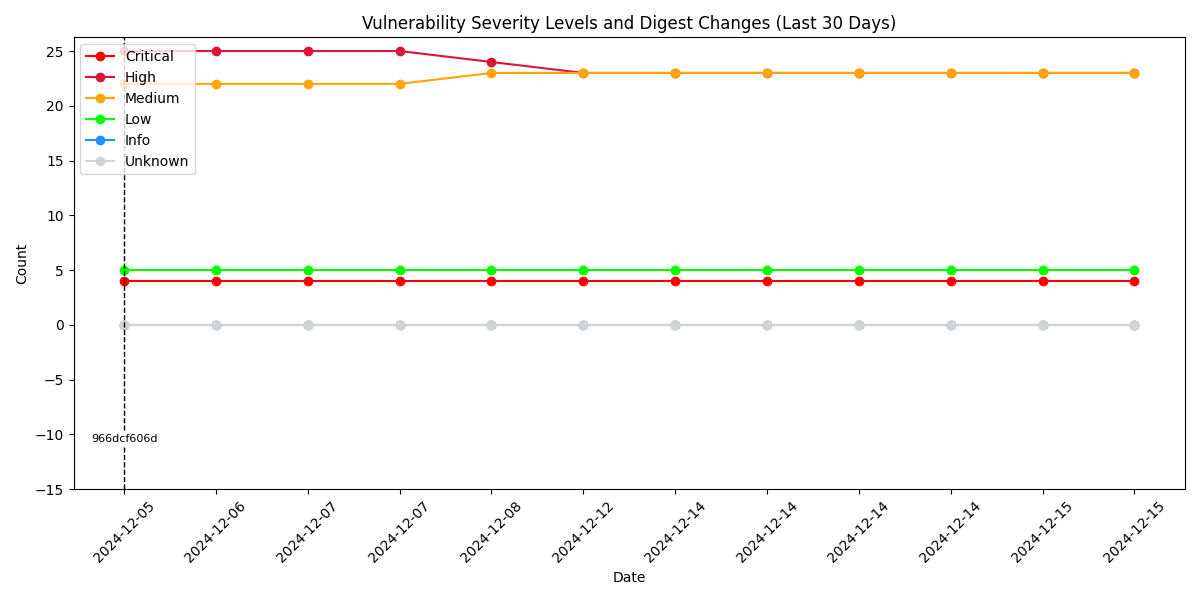 Vulnerability Severity Levels and Digest Changes (Last 30 Days)
Critical
High
Medium
Low
Info
Unknown
Count
25
20
15
10
5
0
−5
−10
−15
966dcf606d
2024-12-05
2024-12-06
2024-12-07
2024-12-07
2024-12-08
2024-12-12
2024-12-14
2024-12-14
2024-12-14
2024-12-14
2024-12-15
2024-12-15
Date